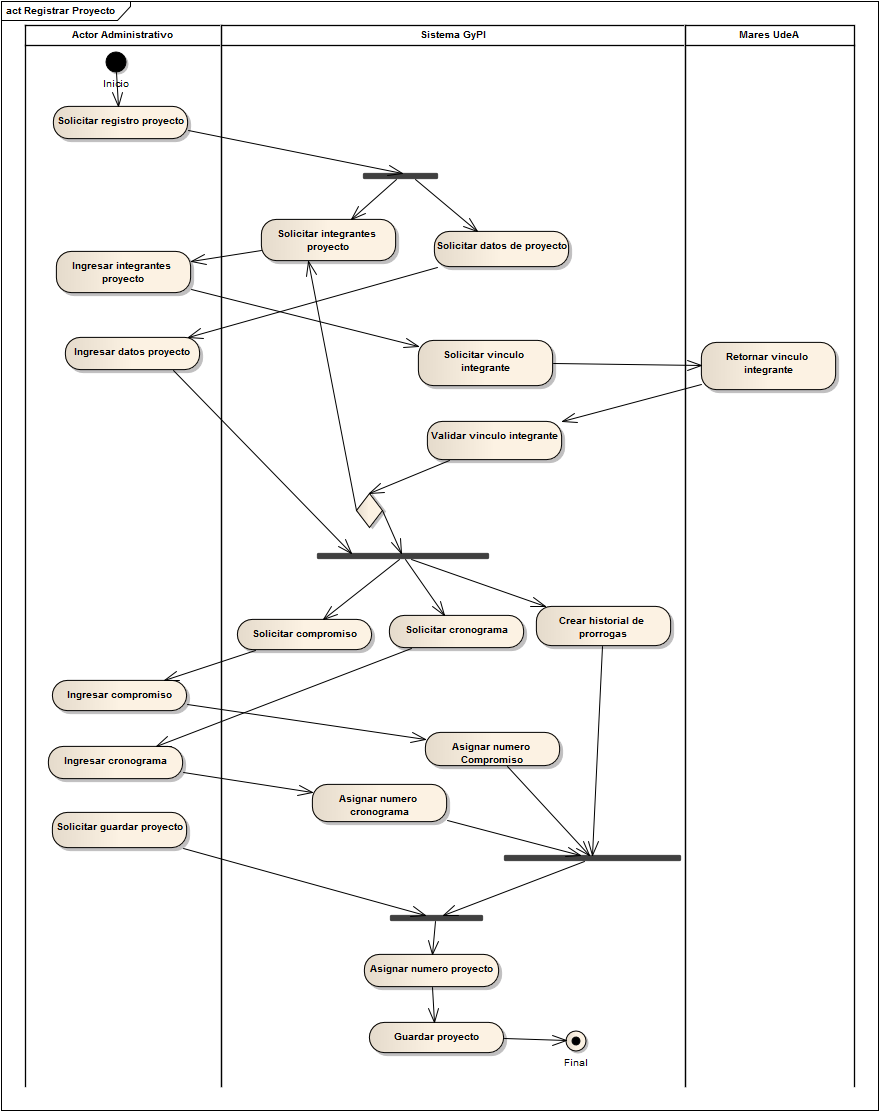 act Registrar Proyecto
Actor Administrativo
Sistema GyPI
Mares UdeA
Inicio
Solicitar registro proyecto
Solicitar integrantes
proyecto
Solicitar datos de proyecto
Ingresar integrantes
proyecto
Ingresar datos proyecto
Solicitar vinculo
integrante
Retornar vinculo
integrante
Validar vinculo integrante
Solicitar compromiso
Solicitar cronograma
Crear historial de
prorrogas
Ingresar compromiso
Ingresar cronograma
Asignar numero
Compromiso
Asignar numero
cronograma
Solicitar guardar proyecto
Asignar numero proyecto
Guardar proyecto
Final